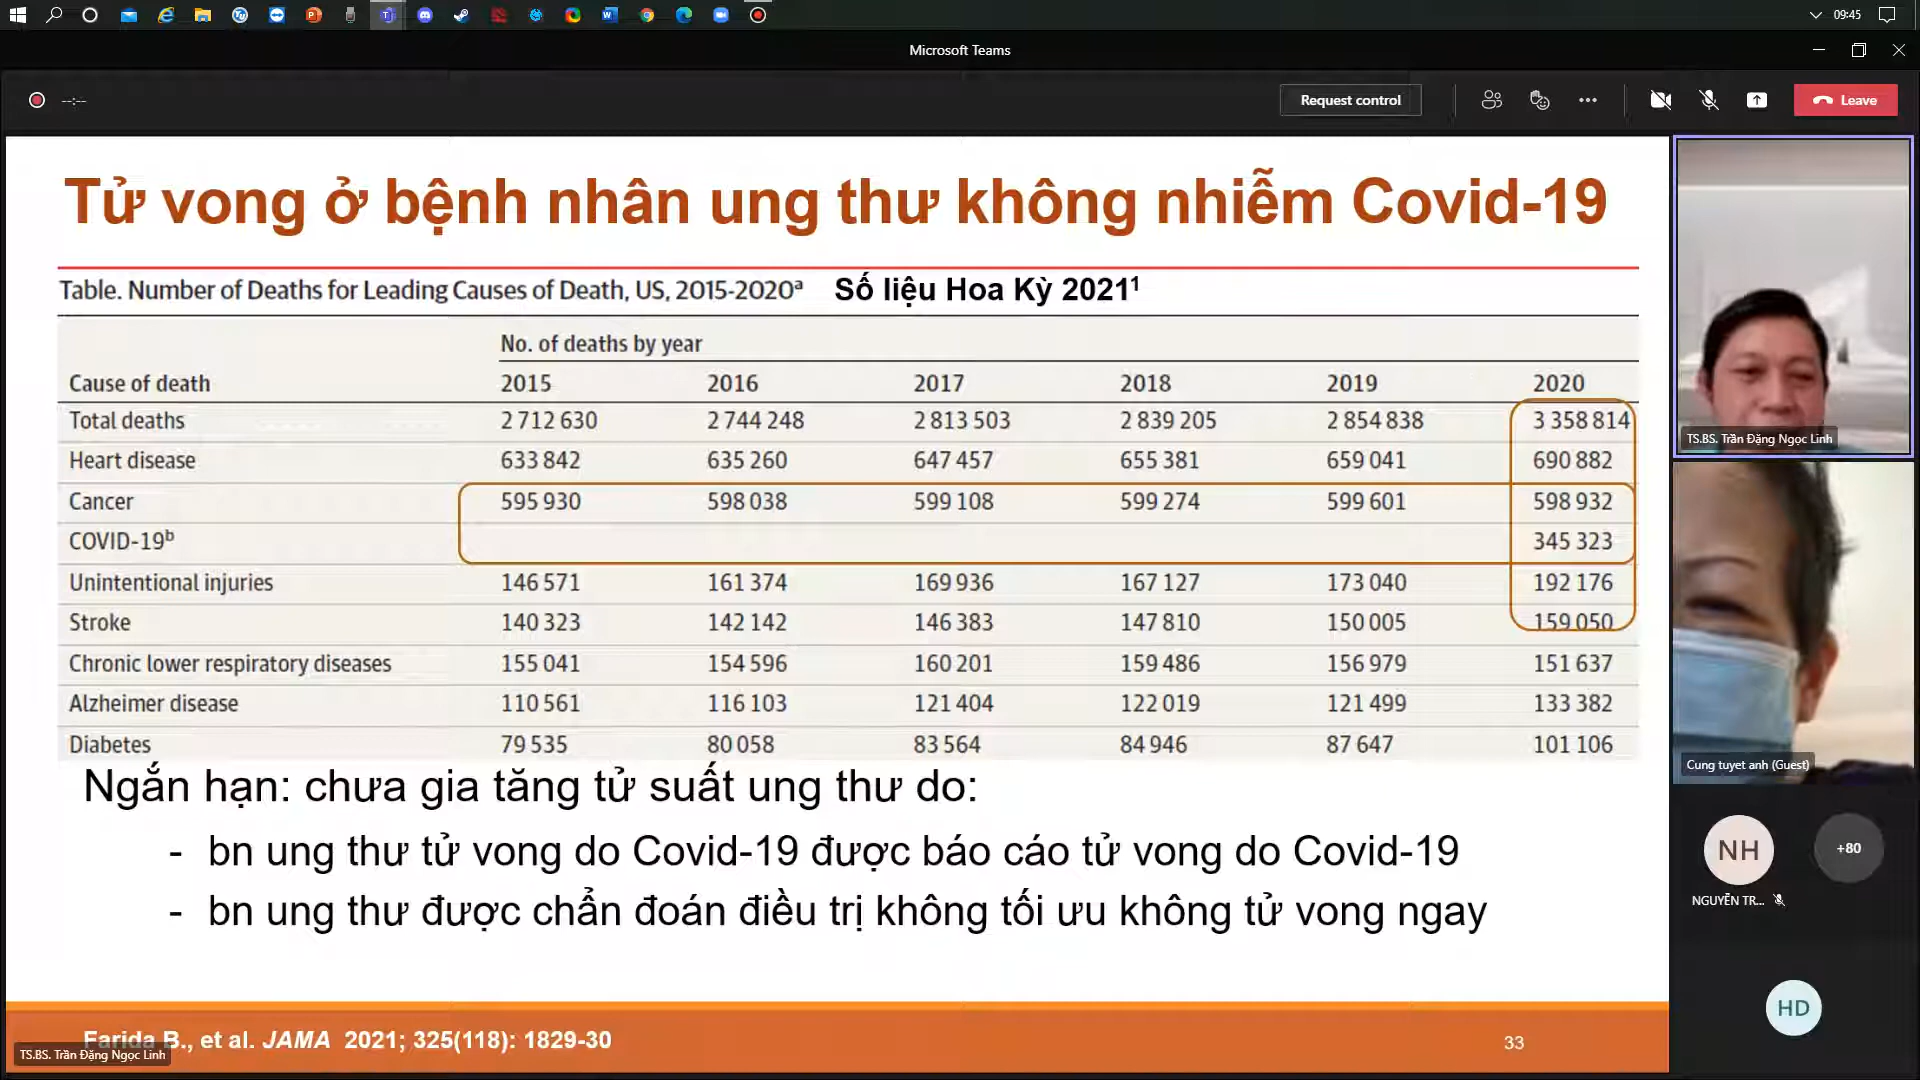 09:45
Microsoft Teams
--:--
Request control
Leave
Tử vong ở bệnh nhân ung thư không nhiễm Covid-19
Table. Number of Deaths for Leading Causes of Death, US, 2015-2020ᵃ Số liệu Hoa Kỳ 2021¹
No. of deaths by year
Cause of death 2015 2016 2017 2018 2019 2020
Total deaths 2 712 630 2 744 248 2 813 503 2 839 205 2 854 838 3 358 814
Heart disease 633 842 635 260 647 457 655 381 659 041 690 882
Cancer 595 930 598 038 599 108 599 274 599 601 598 932
COVID-19ᵇ 345 323
Unintentional injuries 146 571 161 374 169 936 167 127 173 040 192 176
Stroke 140 323 142 142 146 383 147 810 150 005 159 050
Chronic lower respiratory diseases 155 041 154 596 160 201 159 486 156 979 151 637
Alzheimer disease 110 561 116 103 121 404 122 019 121 499 133 382
Diabetes 79 535 80 058 83 564 84 946 87 647 101 106
Ngắn hạn: chưa gia tăng tử suất ung thư do:
- bn ung thư tử vong do Covid-19 được báo cáo tử vong do Covid-19
- bn ung thư được chẩn đoán điều trị không tối ưu không tử vong ngay
Farida B., et al. JAMA 2021; 325(118): 1829-30
33
TS.BS. Trần Đặng Ngọc Linh
TS.BS. Trần Đặng Ngọc Linh
Cung tuyet anh (Guest)
NH
+80
NGUYỄN TR...
HD